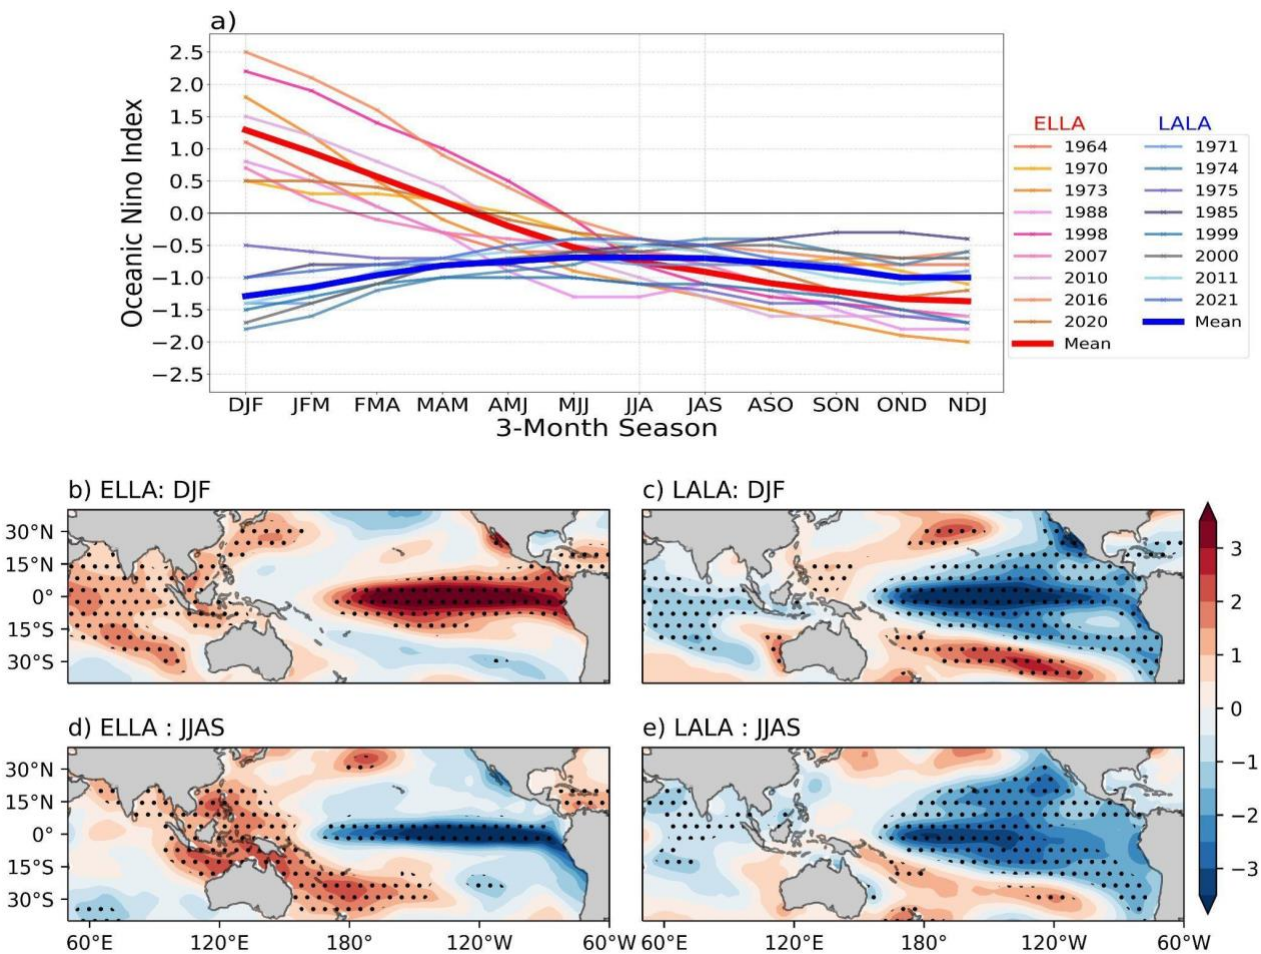 a)
Oceanic Nino Index
2.5
2.0
1.5
1.0
0.5
0.0
−0.5
−1.0
−1.5
−2.0
−2.5
DJF JFM FMA MAM AMJ MJJ JJA JAS ASO SON OND NDJ
3-Month Season
ELLA LALA
1964 1971
1970 1974
1973 1975
1988 1985
1998 1999
2007 2000
2010 2011
2016 2021
2020 Mean
Mean
b) ELLA: DJF
30°N
15°N
0°
15°S
30°S
c) LALA: DJF
d) ELLA : JJAS
30°N
15°N
0°
15°S
30°S
60°E 120°E 180° 120°W 60°W
e) LALA : JJAS
60°E 120°E 180° 120°W 60°W
3
2
1
0
−1
−2
−3